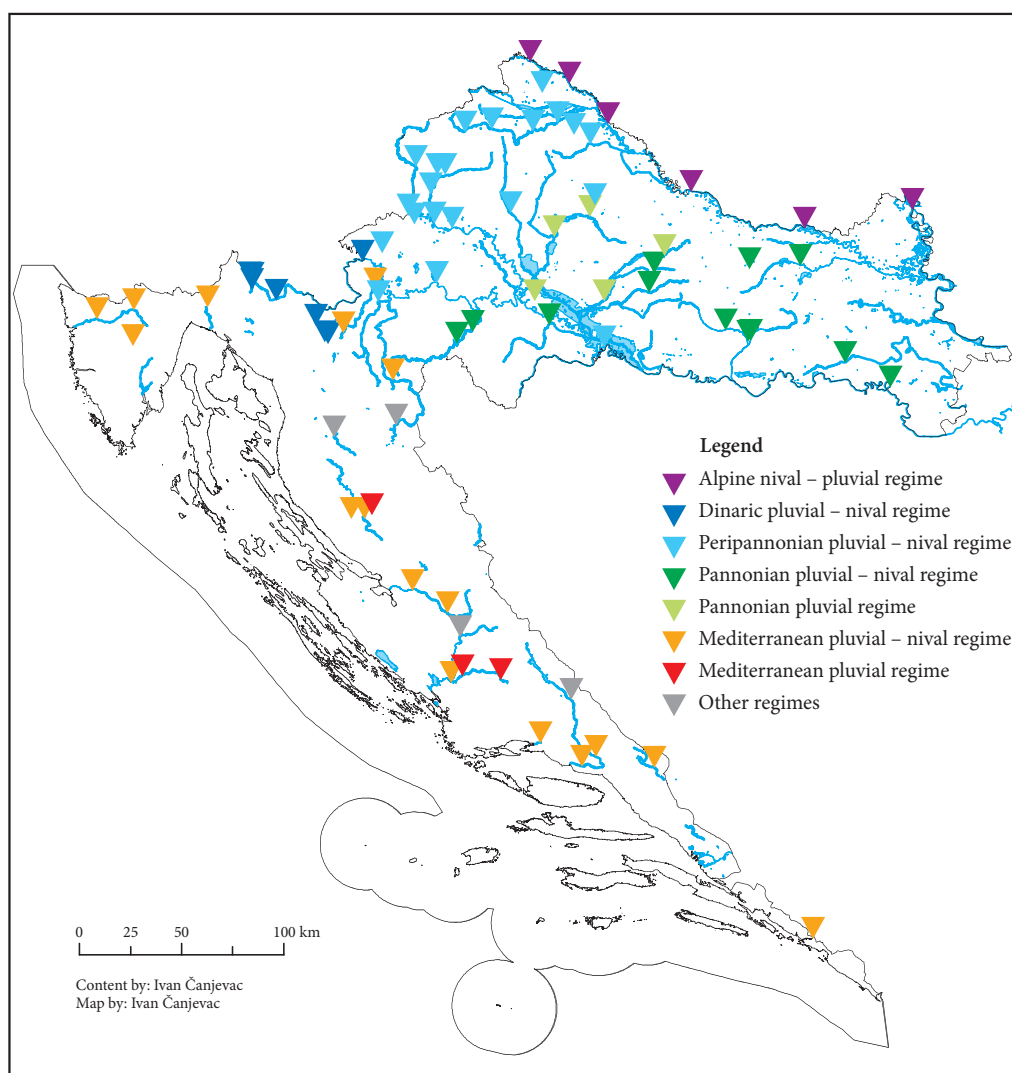 Legend
Alpine nival – pluvial regime
Dinaric pluvial – nival regime
Peripannonian pluvial – nival regime
Pannonian pluvial – nival regime
Pannonian pluvial regime
Mediterranean pluvial – nival regime
Mediterranean pluvial regime
Other regimes
0 25 50 100 km
Content by: Ivan Čanjevac
Map by: Ivan Čanjevac